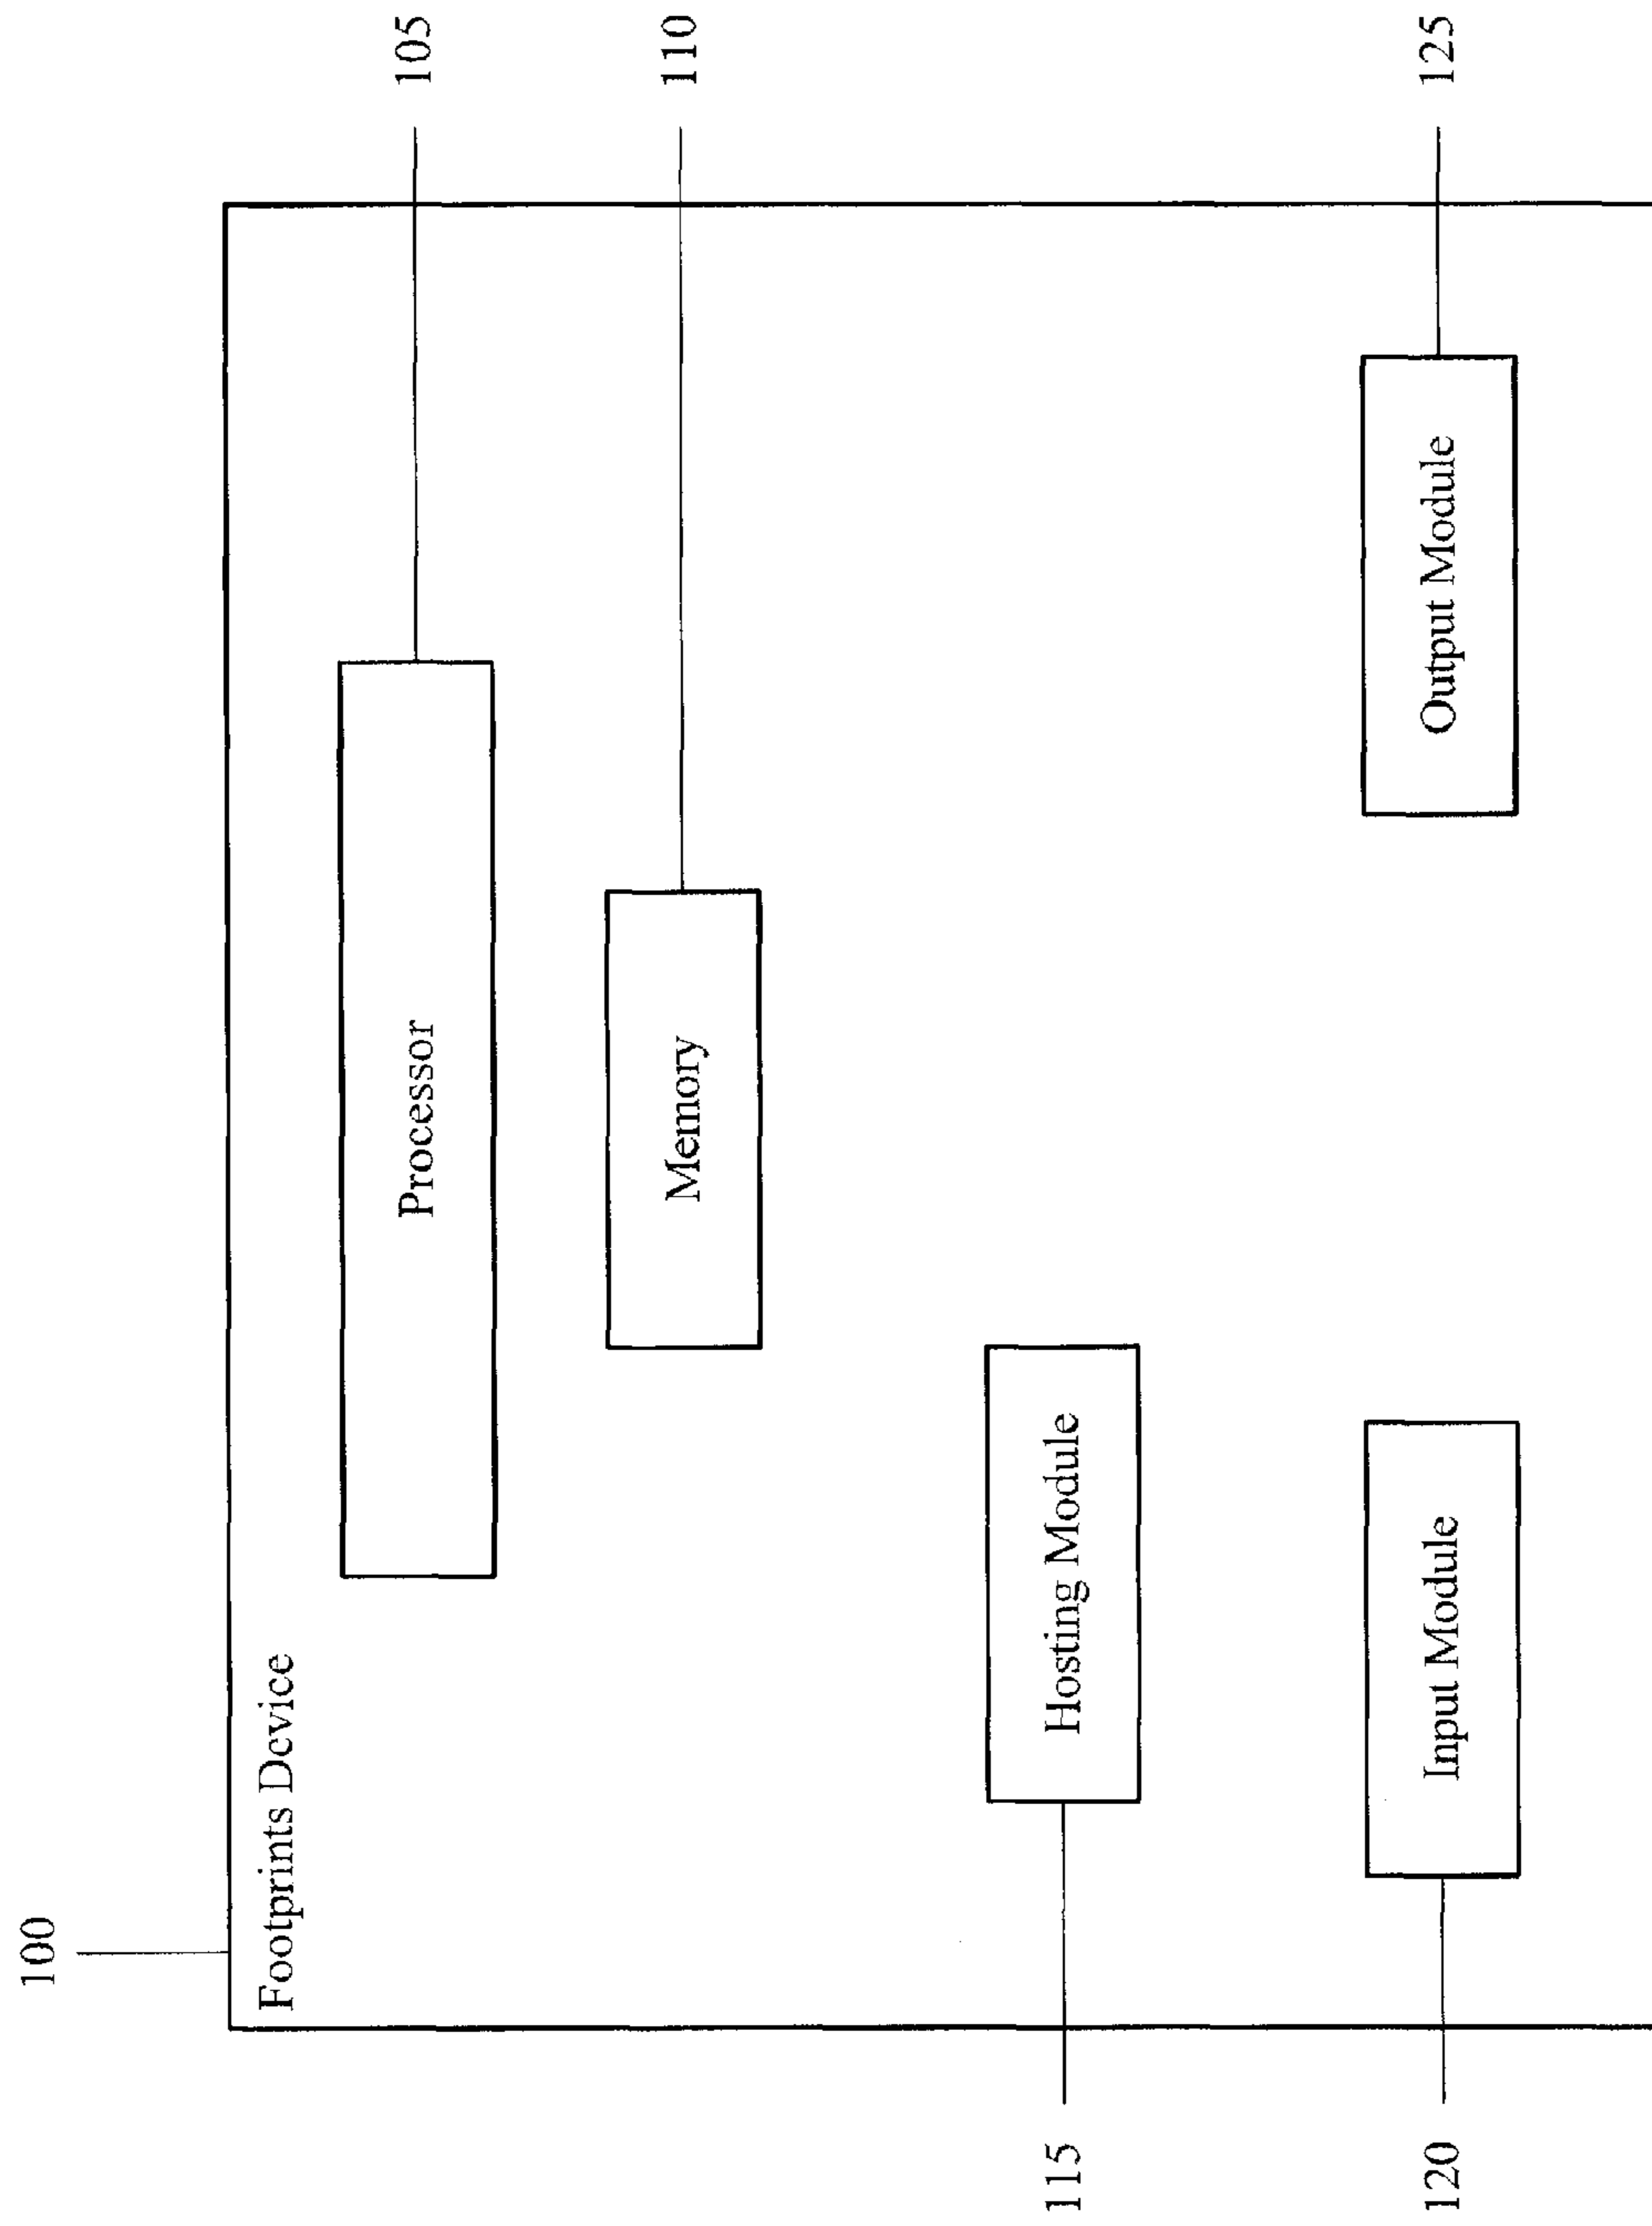 100
Footprints Device
Processor
105
Memory
110
115
Hosting Module
120
Input Module
Output Module
125